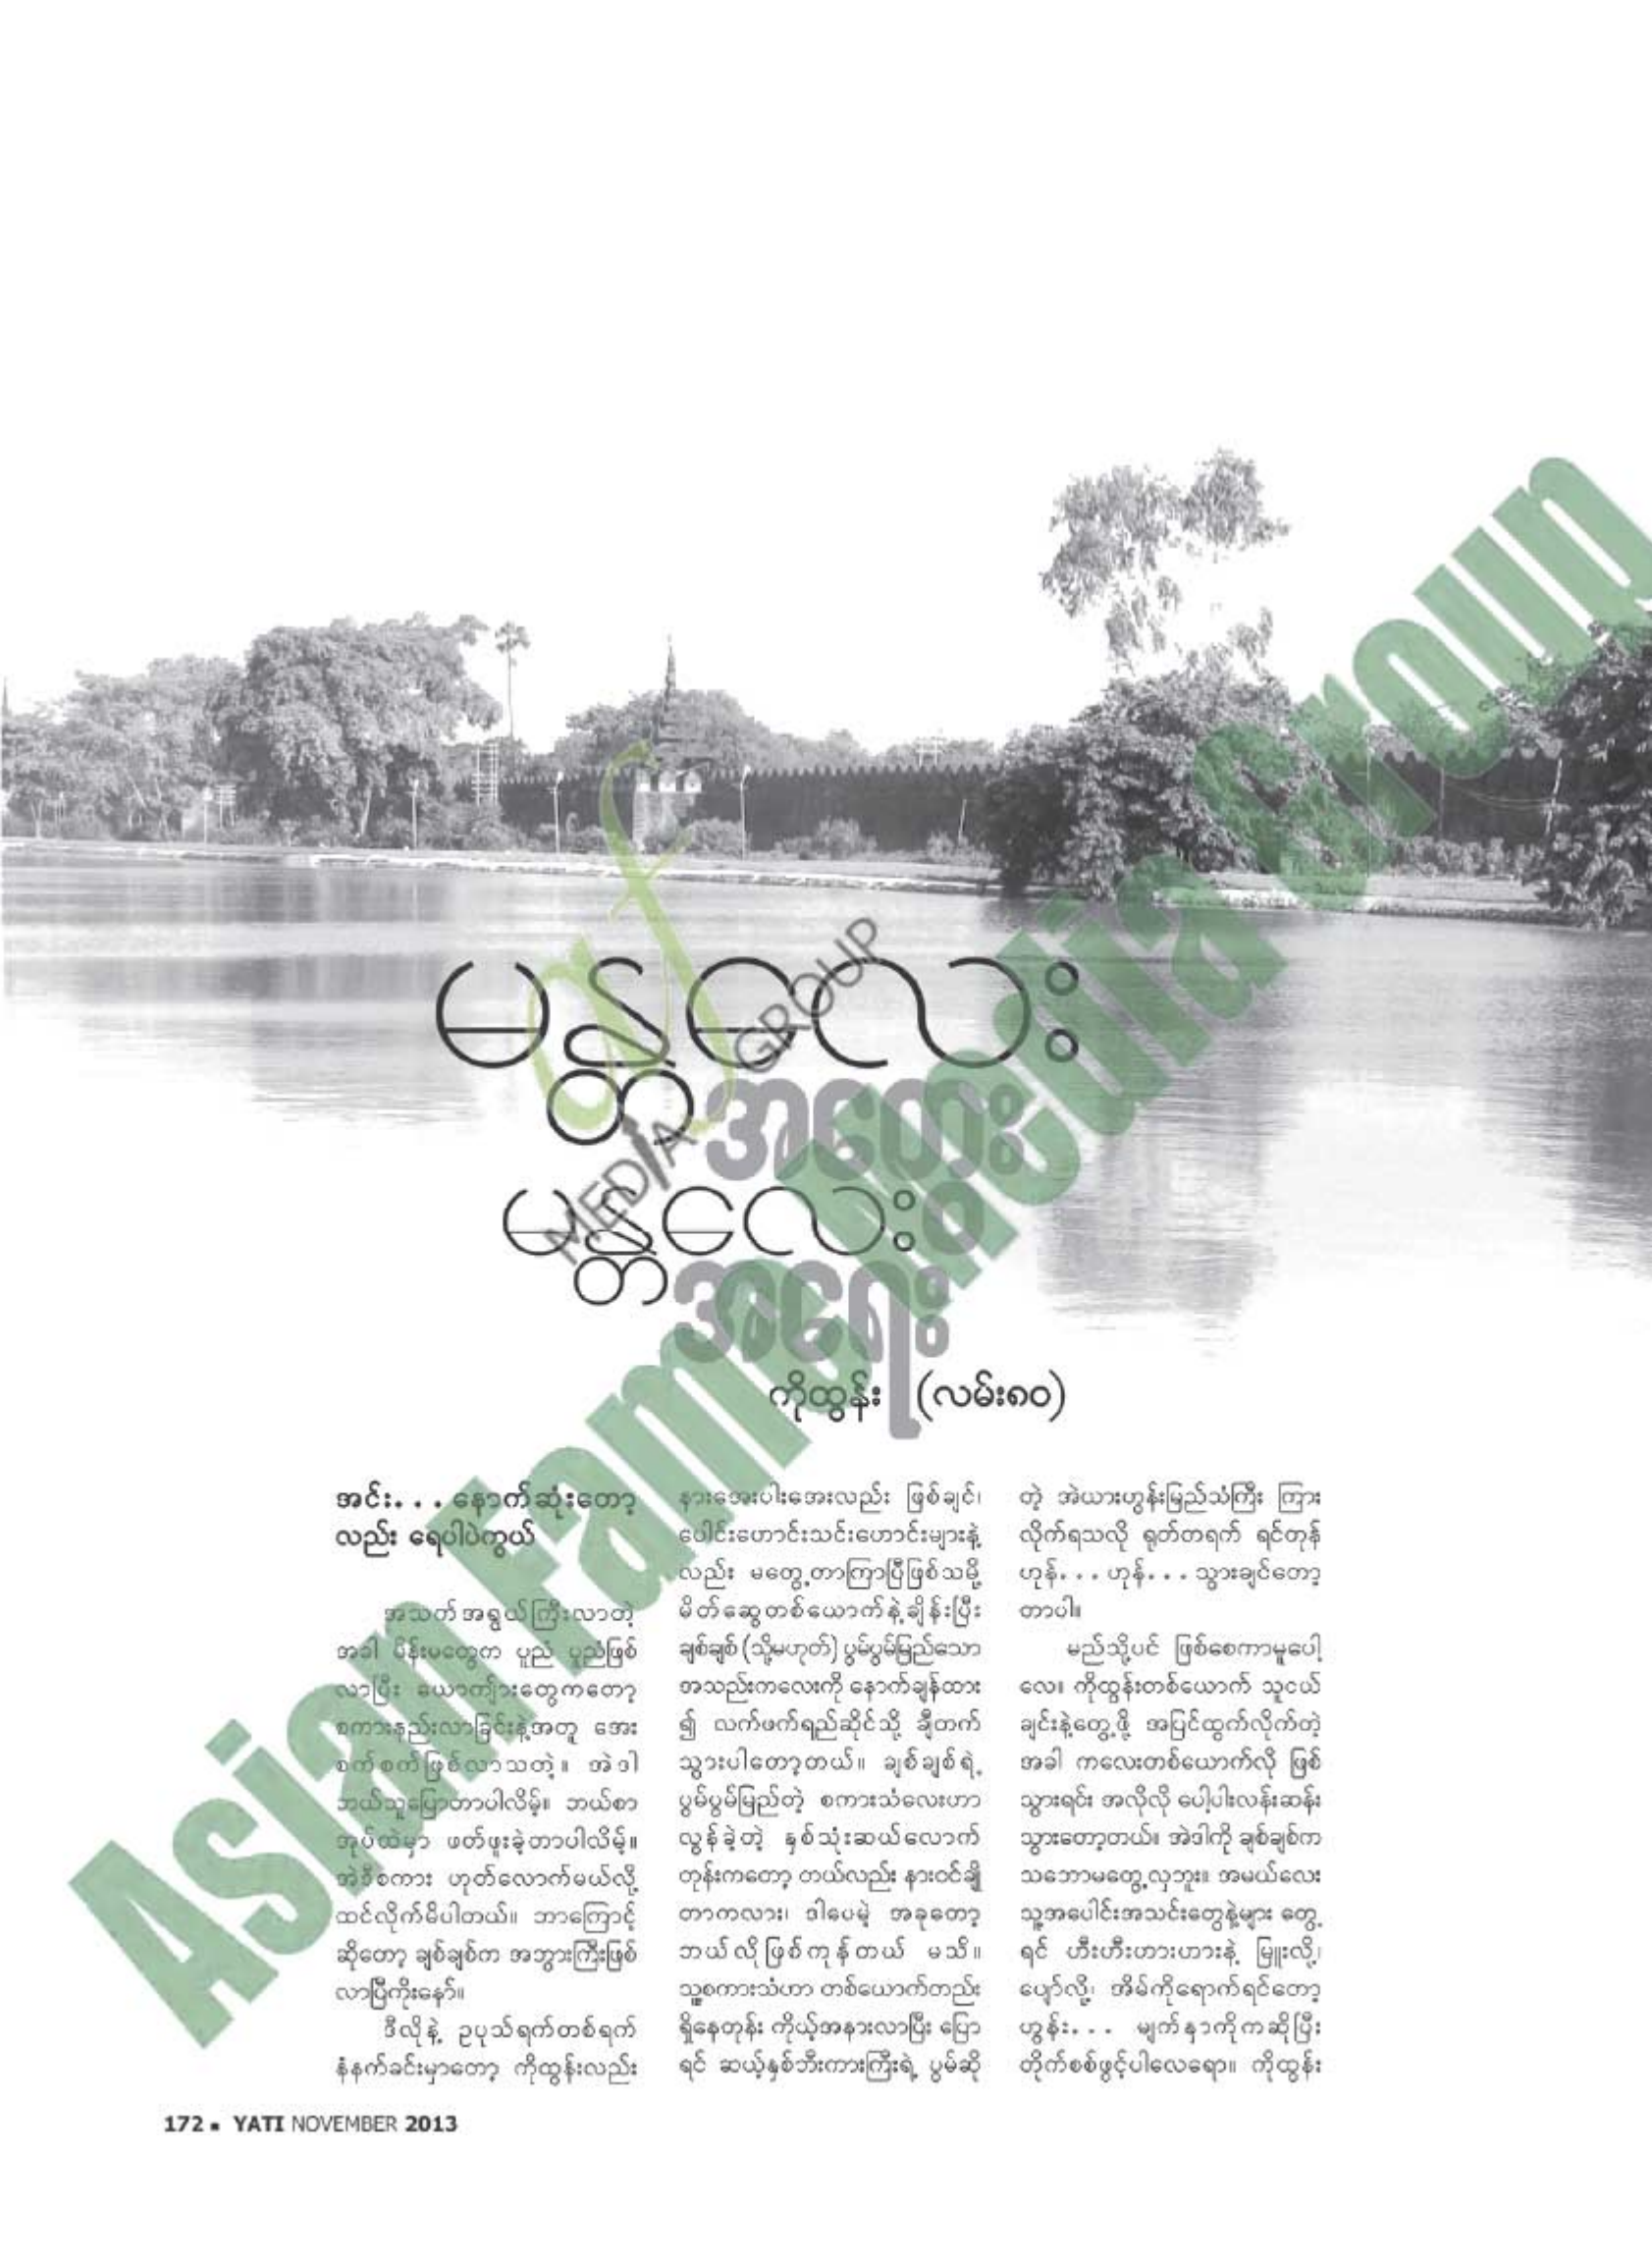 မန္တလေး
အတွေး
မန္တလေး
အရေး
ကိုထွန်း (လမ်း၈၀)
အင်း. . . နောက်ဆုံးတော့
လည်း ရေပါပဲကွယ်
အသက်အရွယ်ကြီးလာတဲ့
အခါ မိန်းမတွေက ပူညံ ပူညံဖြစ်
လာပြီး ယောက်ျားတွေကတော့
စကားနည်းလာခြင်းနဲ့အတူ အေး
စက်စက်ဖြစ်လာသတဲ့။ အဲဒါ
ဘယ်သူပြောတာပါလိမ့်။ ဘယ်စာ
အုပ်ထဲမှာ ဖတ်ဖူးခဲ့တာပါလိမ့်။
အဲဒီစကား ဟုတ်လောက်မယ်လို့
ထင်လိုက်မိပါတယ်။ ဘာကြောင့်
ဆိုတော့ ချစ်ချစ်က အဘွားကြီးဖြစ်
လာပြီကိုးနော်။
ဒီလိုနဲ့ ဥပုသ်ရက်တစ်ရက်
နံနက်ခင်းမှာတော့ ကိုထွန်းလည်း
နားအေးပါးအေးလည်း ဖြစ်ချင်၊
ပေါင်းဟောင်းသင်းဟောင်းများနဲ့
လည်း မတွေ့တာကြာပြီဖြစ်သမို့
မိတ်ဆွေတစ်ယောက်နဲ့ချိန်းပြီး
ချစ်ချစ် (သို့မဟုတ်) ပွမ်ပွမ်မြည်သော
အသည်းကလေးကို နောက်ချန်ထား
၍ လက်ဖက်ရည်ဆိုင်သို့ ချီတက်
သွားပါတော့တယ်။ ချစ်ချစ်ရဲ့
ပွမ်ပွမ်မြည်တဲ့ စကားသံလေးဟာ
လွန်ခဲ့တဲ့ နှစ်သုံးဆယ်လောက်
တုန်းကတော့ တယ်လည်း နားဝင်ချို
တာကလား၊ ဒါပေမဲ့ အခုတော့
ဘယ်လိုဖြစ်ကုန်တယ် မသိ။
သူ့စကားသံဟာ တစ်ယောက်တည်း
ရှိနေတုန်း ကိုယ့်အနားလာပြီး ပြော
ရင် ဆယ့်နှစ်ဘီးကားကြီးရဲ့ ပွမ်ဆို
တဲ့ အဲယားဟွန်းမြည်သံကြီး ကြား
လိုက်ရသလို ရုတ်တရက် ရင်တုန်
ဟုန်. . . ဟုန်. . . သွားချင်တော့
တာပါ။
မည်သို့ပင် ဖြစ်စေကာမူပေါ့
လေ။ ကိုထွန်းတစ်ယောက် သူငယ်
ချင်းနဲ့တွေ့ဖို့ အပြင်ထွက်လိုက်တဲ့
အခါ ကလေးတစ်ယောက်လို ဖြစ်
သွားရင်း အလိုလို ပေါ့ပါးလန်းဆန်း
သွားတော့တယ်။ အဲဒါကို ချစ်ချစ်က
သဘောမတွေ့လှဘူး။ အမယ်လေး
သူ့အပေါင်းအသင်းတွေနဲ့များ တွေ့
ရင် ဟီးဟီးဟားဟားနဲ့ မြူးလို့၊
ပျော်လို့၊ အိမ်ကိုရောက်ရင်တော့
ဟွန်း. . . မျက်နှာကိုကဆိုပြီး
တိုက်စစ်ဖွင့်ပါလေရော။ ကိုထွန်း
172 ▪ YATI NOVEMBER 2013
Asian Fame Media Group
af
MEDIA GROUP